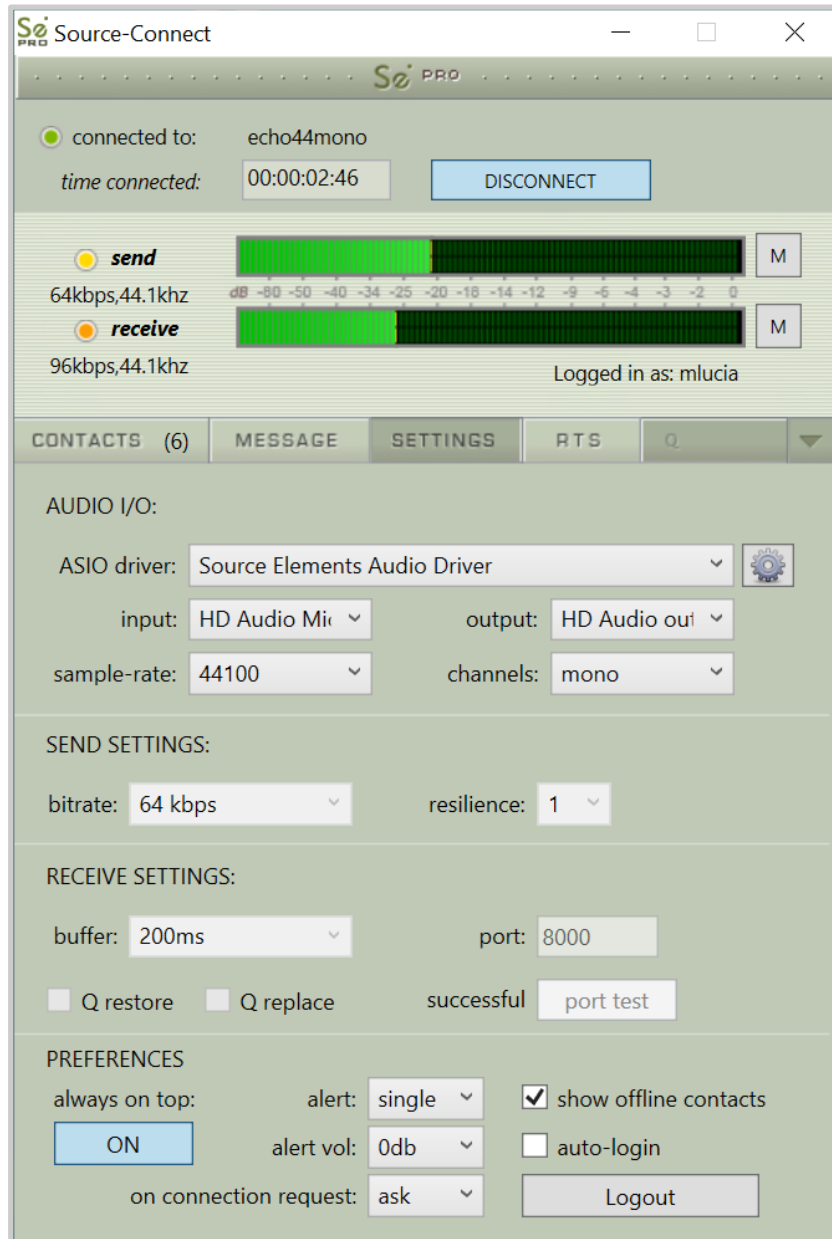 Se PRO Source-Connect
Se PRO
connected to: echo44mono
time connected: 00:00:02:46 DISCONNECT
send M
64kbps,44.1khz dB -80 -50 -40 -34 -25 -20 -18 -14 -12 -9 -6 -4 -3 -2 0
receive M
96kbps,44.1khz
Logged in as: mlucia
CONTACTS (6) MESSAGE SETTINGS RTS Q
AUDIO I/O:
ASIO driver: Source Elements Audio Driver
input: HD Audio Mic output: HD Audio out
sample-rate: 44100 channels: mono
SEND SETTINGS:
bitrate: 64 kbps resilience: 1
RECEIVE SETTINGS:
buffer: 200ms port: 8000
Q restore Q replace successful port test
PREFERENCES
always on top: alert: single show offline contacts
ON alert vol: 0db auto-login
on connection request: ask Logout